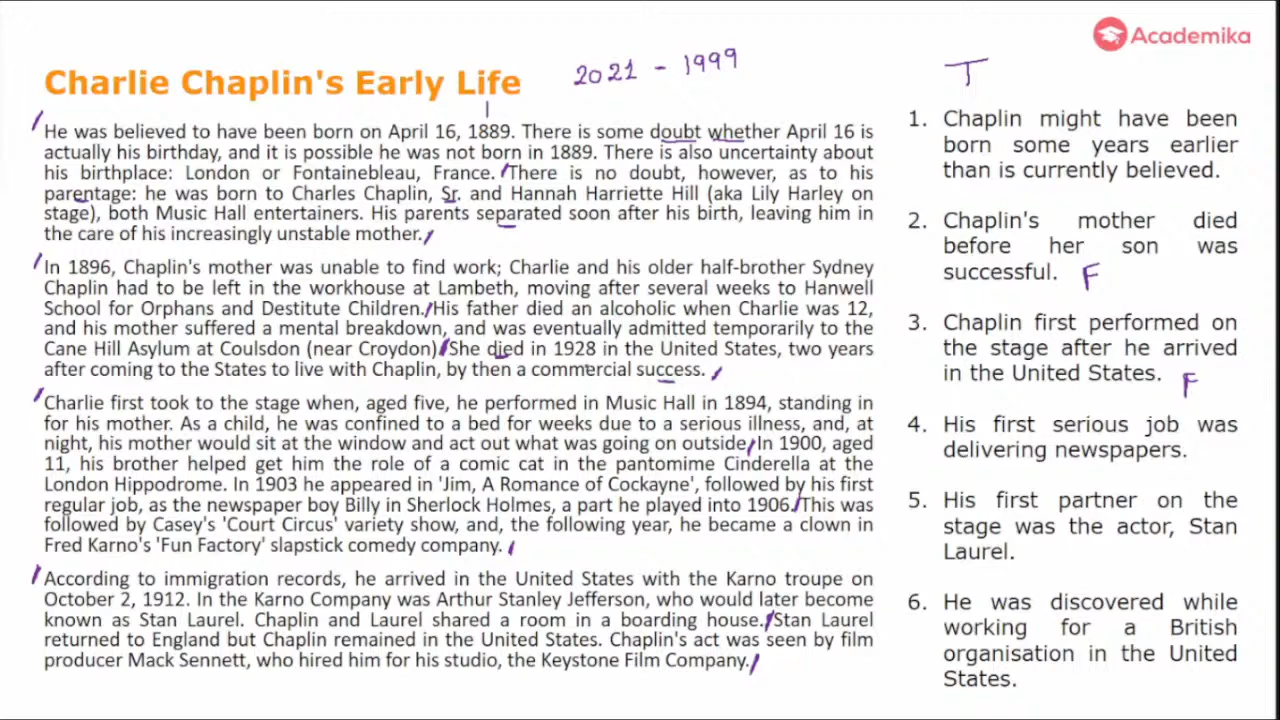 Academika
Charlie Chaplin's Early Life
2021 - 1999
T
He was believed to have been born on April 16, 1889. There is some doubt whether April 16 is
actually his birthday, and it is possible he was not born in 1889. There is also uncertainty about
his birthplace: London or Fontainebleau, France. There is no doubt, however, as to his
parentage: he was born to Charles Chaplin, Sr. and Hannah Harriette Hill (aka Lily Harley on
stage), both Music Hall entertainers. His parents separated soon after his birth, leaving him in
the care of his increasingly unstable mother.
In 1896, Chaplin's mother was unable to find work; Charlie and his older half-brother Sydney
Chaplin had to be left in the workhouse at Lambeth, moving after several weeks to Hanwell
School for Orphans and Destitute Children. His father died an alcoholic when Charlie was 12,
and his mother suffered a mental breakdown, and was eventually admitted temporarily to the
Cane Hill Asylum at Coulsdon (near Croydon) She died in 1928 in the United States, two years
after coming to the States to live with Chaplin, by then a commercial success.
Charlie first took to the stage when, aged five, he performed in Music Hall in 1894, standing in
for his mother. As a child, he was confined to a bed for weeks due to a serious illness, and, at
night, his mother would sit at the window and act out what was going on outside. In 1900, aged
11, his brother helped get him the role of a comic cat in the pantomime Cinderella at the
London Hippodrome. In 1903 he appeared in 'Jim, A Romance of Cockayne', followed by his first
regular job, as the newspaper boy Billy in Sherlock Holmes, a part he played into 1906. This was
followed by Casey's 'Court Circus' variety show, and, the following year, he became a clown in
Fred Karno's 'Fun Factory' slapstick comedy company.
According to immigration records, he arrived in the United States with the Karno troupe on
October 2, 1912. In the Karno Company was Arthur Stanley Jefferson, who would later become
known as Stan Laurel. Chaplin and Laurel shared a room in a boarding house. Stan Laurel
returned to England but Chaplin remained in the United States. Chaplin's act was seen by film
producer Mack Sennett, who hired him for his studio, the Keystone Film Company.
1. Chaplin might have been
born some years earlier
than is currently believed.
2. Chaplin's mother died
before her son was
successful. F
3. Chaplin first performed on
the stage after he arrived
in the United States. F
4. His first serious job was
delivering newspapers.
5. His first partner on the
stage was the actor, Stan
Laurel.
6. He was discovered while
working for a British
organisation in the United
States.